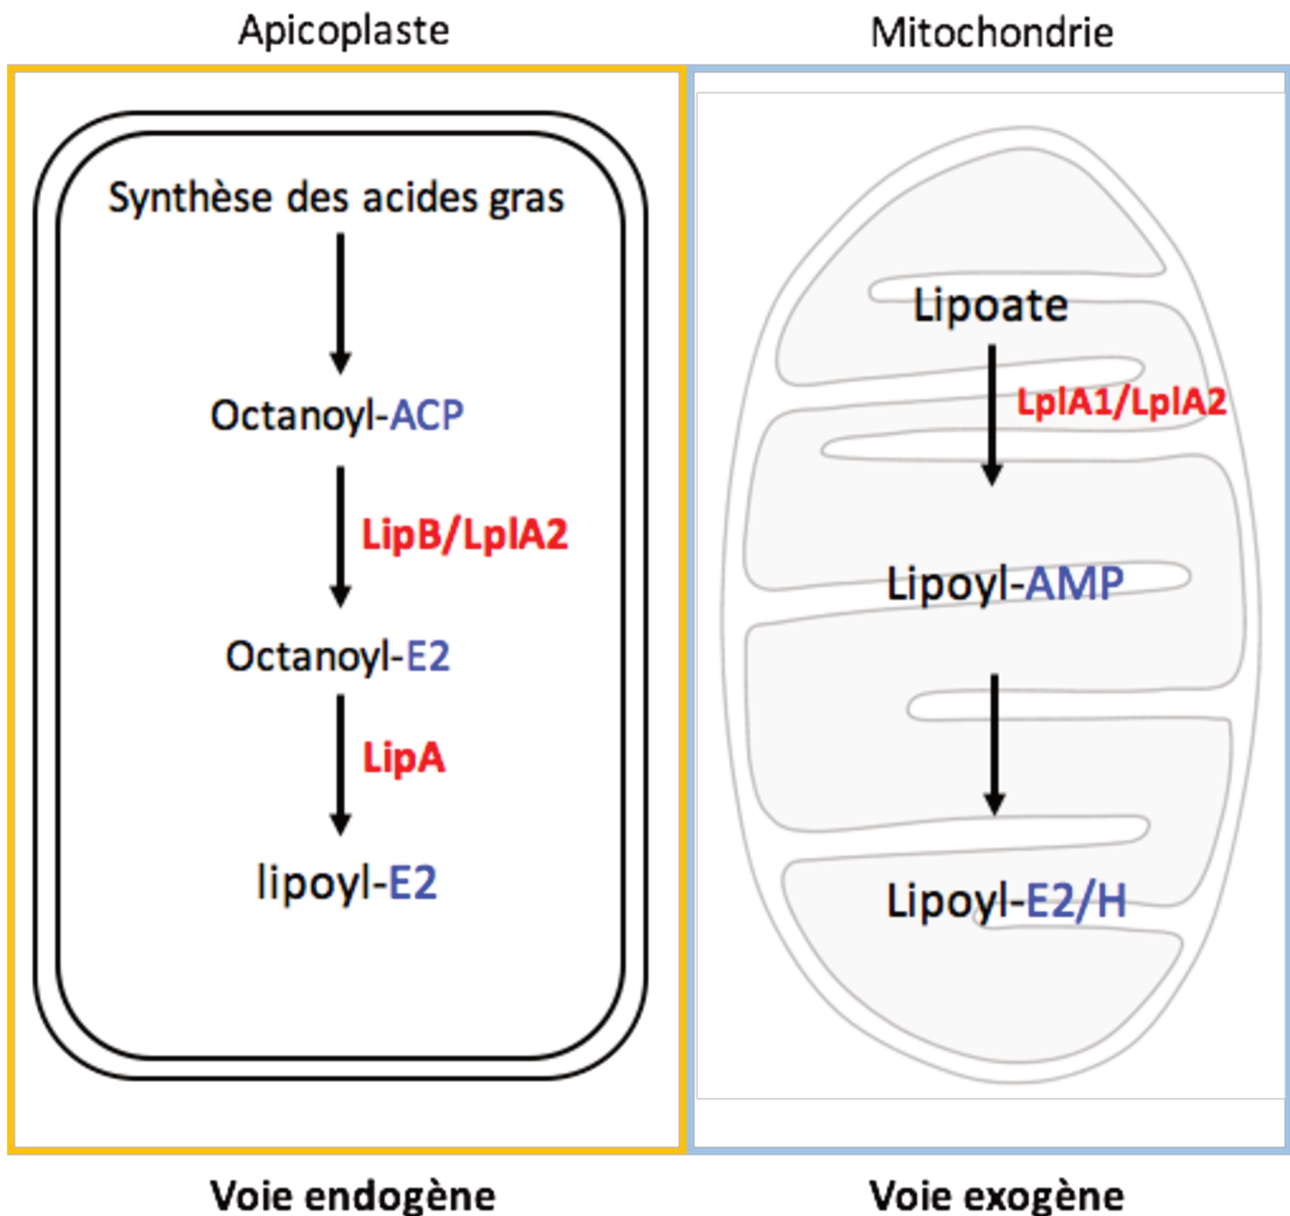 Apicoplaste
Synthèse des acides gras
Octanoyl-ACP
LipB/LplA2
Octanoyl-E2
LipA
lipoyl-E2
Voie endogène
Mitochondrie
Lipoate
LplA1/LplA2
Lipoyl-AMP
Lipoyl-E2/H
Voie exogène